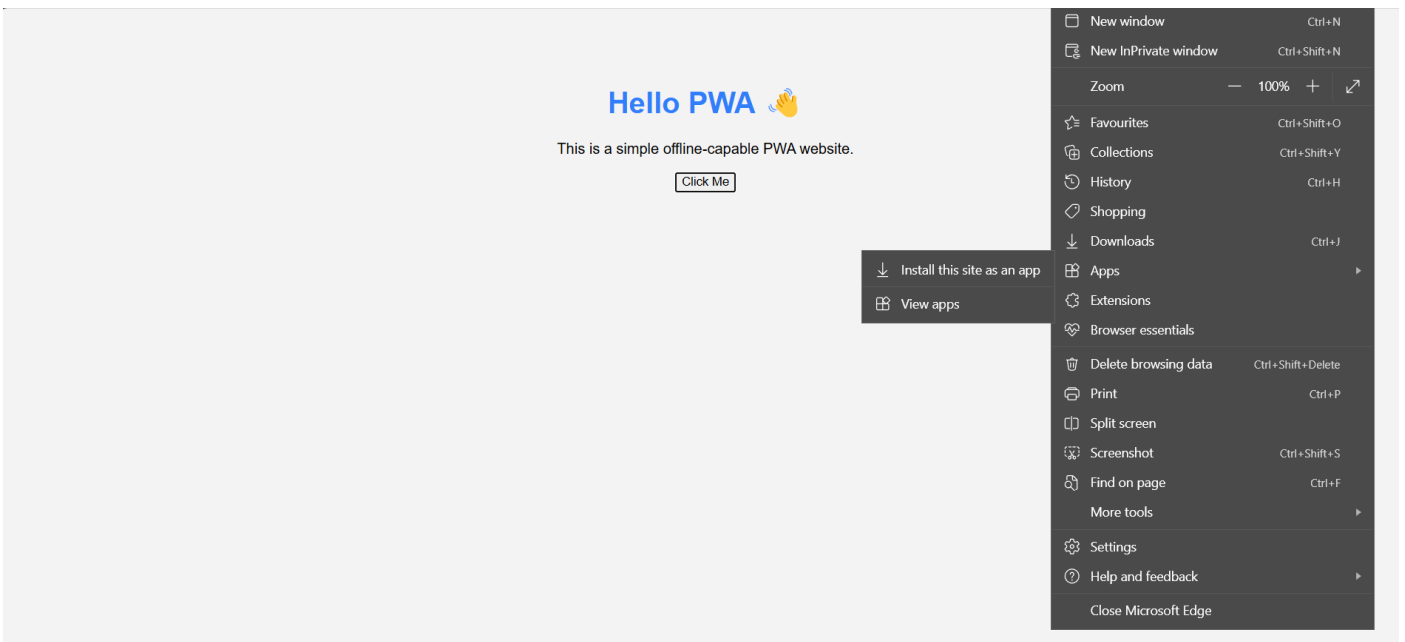 New window Ctrl+N
New InPrivate window Ctrl+Shift+N
Zoom — 100% +
Hello PWA 👋
This is a simple offline-capable PWA website.
Click Me
Favourites Ctrl+Shift+O
Collections Ctrl+Shift+Y
History Ctrl+H
Shopping
Downloads Ctrl+J
Install this site as an app
Apps
View apps
Extensions
Browser essentials
Delete browsing data Ctrl+Shift+Delete
Print Ctrl+P
Split screen
Screenshot Ctrl+Shift+S
Find on page Ctrl+F
More tools
Settings
Help and feedback
Close Microsoft Edge